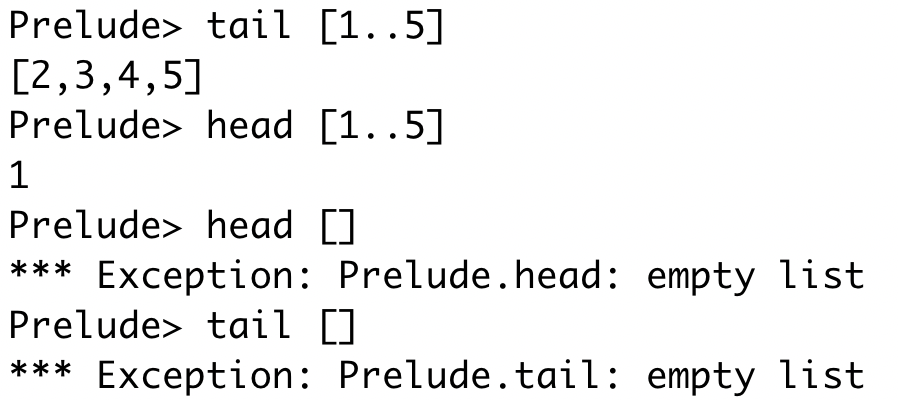 Prelude> tail [1..5]
[2,3,4,5]
Prelude> head [1..5]
1
Prelude> head []
*** Exception: Prelude.head: empty list
Prelude> tail []
*** Exception: Prelude.tail: empty list